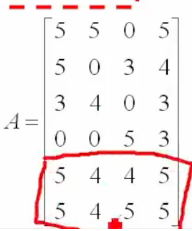 5 5 0 5
5 0 3 4
3 4 0 3
A = 0 0 5 3
5 4 4 5
5 4 5 5